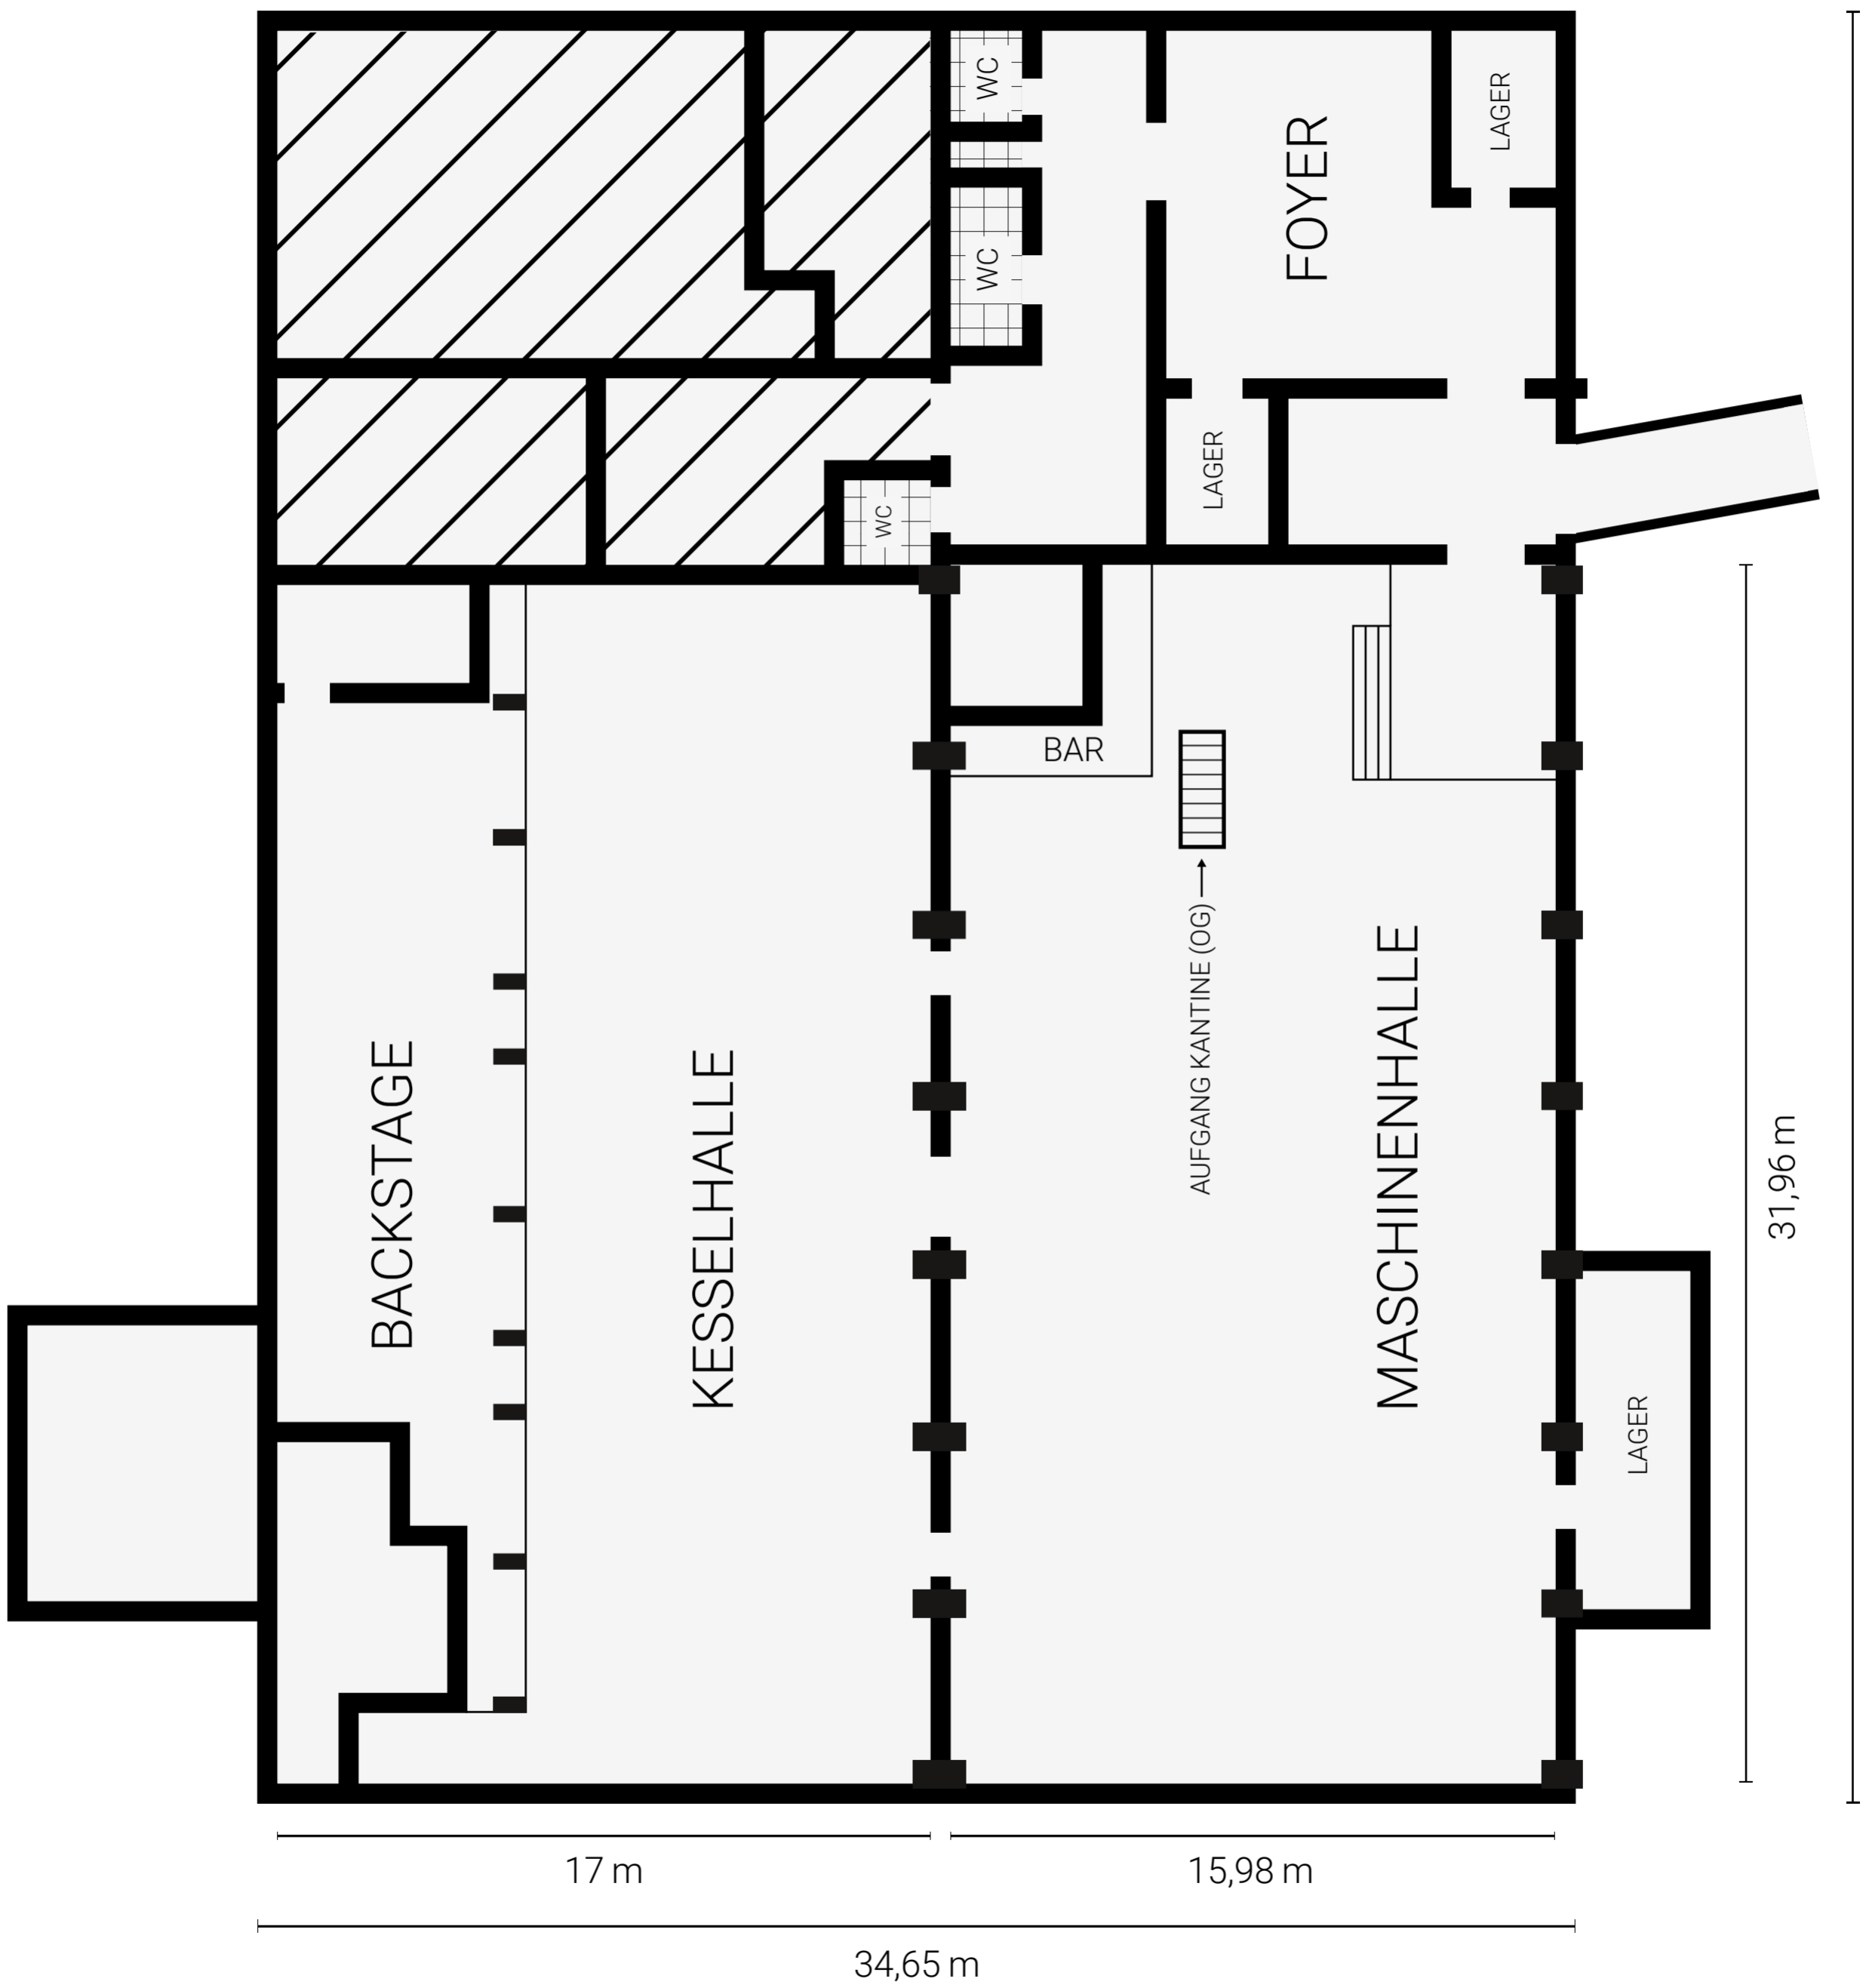 WC
LAGER
FOYER
WC
LAGER
WC
BAR
AUFGANG KANTINE (OG)
BACKSTAGE
KESSELHALLE
MASCHINENHALLE
31,96 m
LAGER
17 m
15,98 m
34,65 m